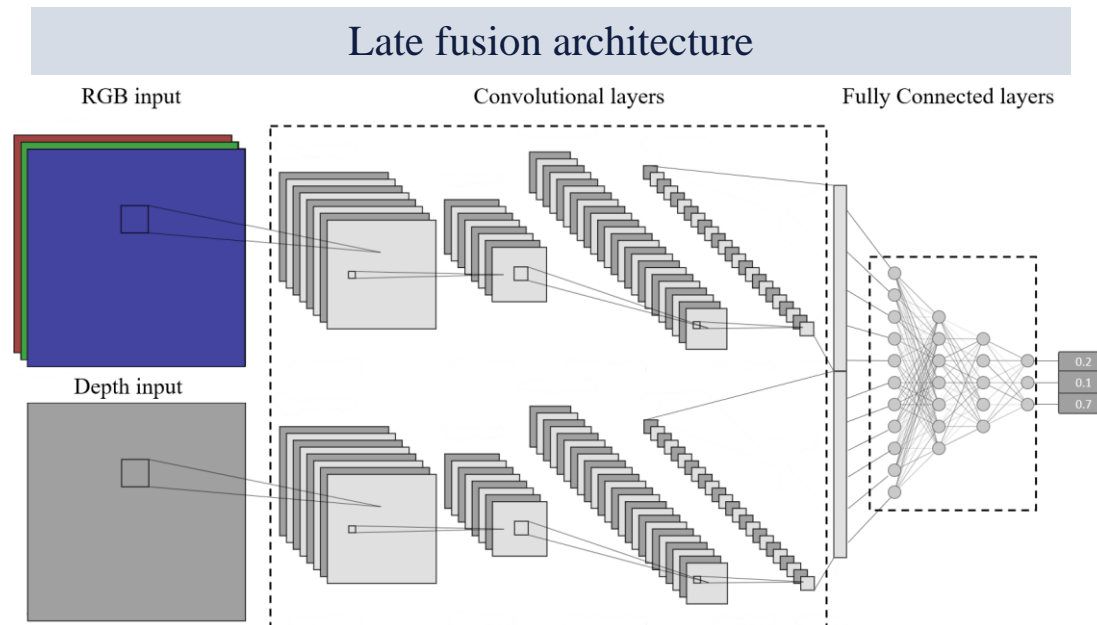 Late fusion architecture
RGB input
Convolutional layers
Fully Connected layers
Depth input
0.2
0.1
0.7